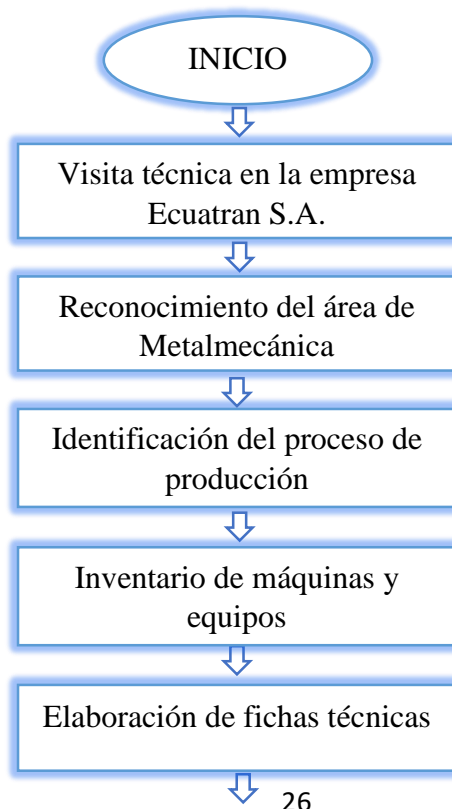 INICIO
Visita técnica en la empresa
Ecuatran S.A.
Reconocimiento del área de
Metalmecánica
Identificación del proceso de
producción
Inventario de máquinas y
equipos
Elaboración de fichas técnicas
26